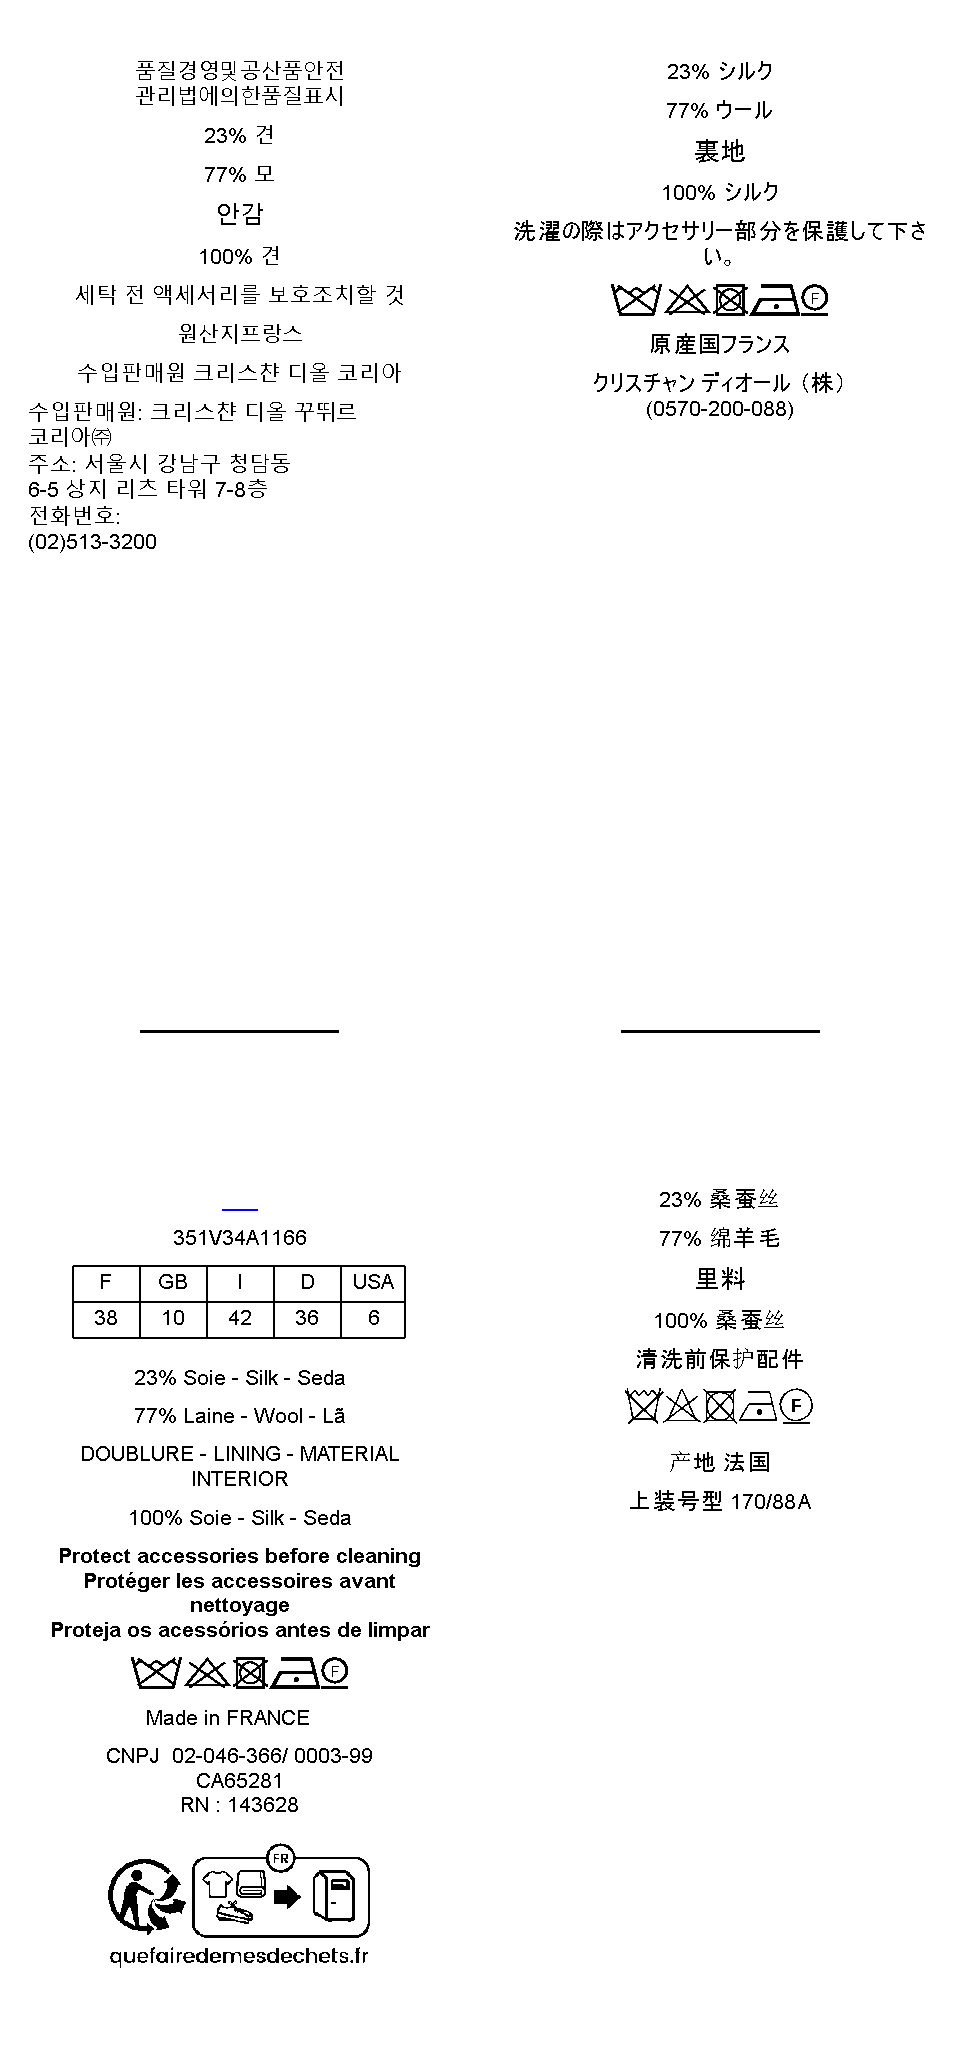 품질경영및공산품안전
관리법에의한품질표시
23% 견
77% 모
안감
100% 견
세탁 전 액세서리를 보호조치할 것
원산지프랑스
수입판매원 크리스챤 디올 코리아
수입판매원: 크리스챤 디올 꾸뛰르
코리아㈜
주소: 서울시 강남구 청담동
6-5 상지 리츠 타워 7-8층
전화번호:
(02)513-3200
23% シルク
77% ウール
裏地
100% シルク
洗濯の際はアクセサリー部分を保護して下さ
い。
F
原産国フランス
クリスチャン ディオール（株）
(0570-200-088)
351V34A1166
F GB I D USA
38 10 42 36 6
23% Soie - Silk - Seda
77% Laine - Wool - Lã
DOUBLURE - LINING - MATERIAL
INTERIOR
100% Soie - Silk - Seda
Protect accessories before cleaning
Protéger les accessoires avant
nettoyage
Proteja os acessórios antes de limpar
F
Made in FRANCE
CNPJ 02-046-366/ 0003-99
CA65281
RN : 143628
FR
quefairedemesdechets.fr
23% 桑蚕丝
77% 绵羊毛
里料
100% 桑蚕丝
清洗前保护配件
F
产地 法国
上装号型 170/88A